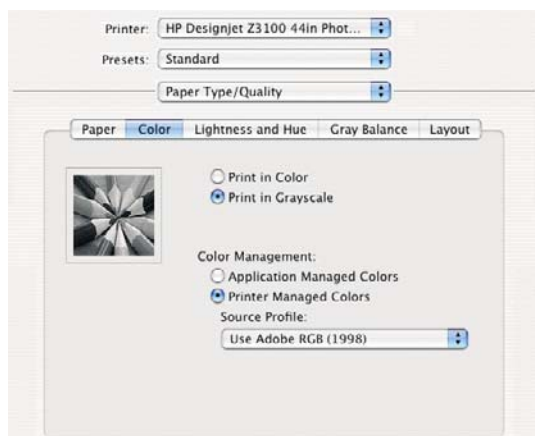 Printer: HP Designjet Z3100 44in Phot...
Presets: Standard
Paper Type/Quality
Paper Color Lightness and Hue Gray Balance Layout
Print in Color
Print in Grayscale
Color Management:
Application Managed Colors
Printer Managed Colors
Source Profile:
Use Adobe RGB (1998)